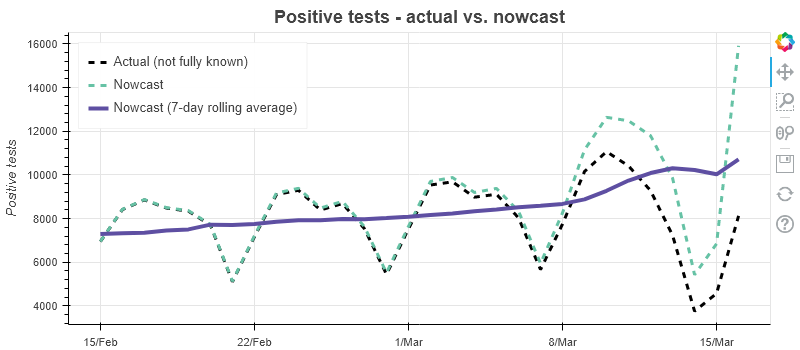 Positive tests - actual vs. nowcast
Actual (not fully known)
Nowcast
Nowcast (7-day rolling average)
Positive tests
16000
14000
12000
10000
8000
6000
4000
15/Feb
22/Feb
1/Mar
8/Mar
15/Mar